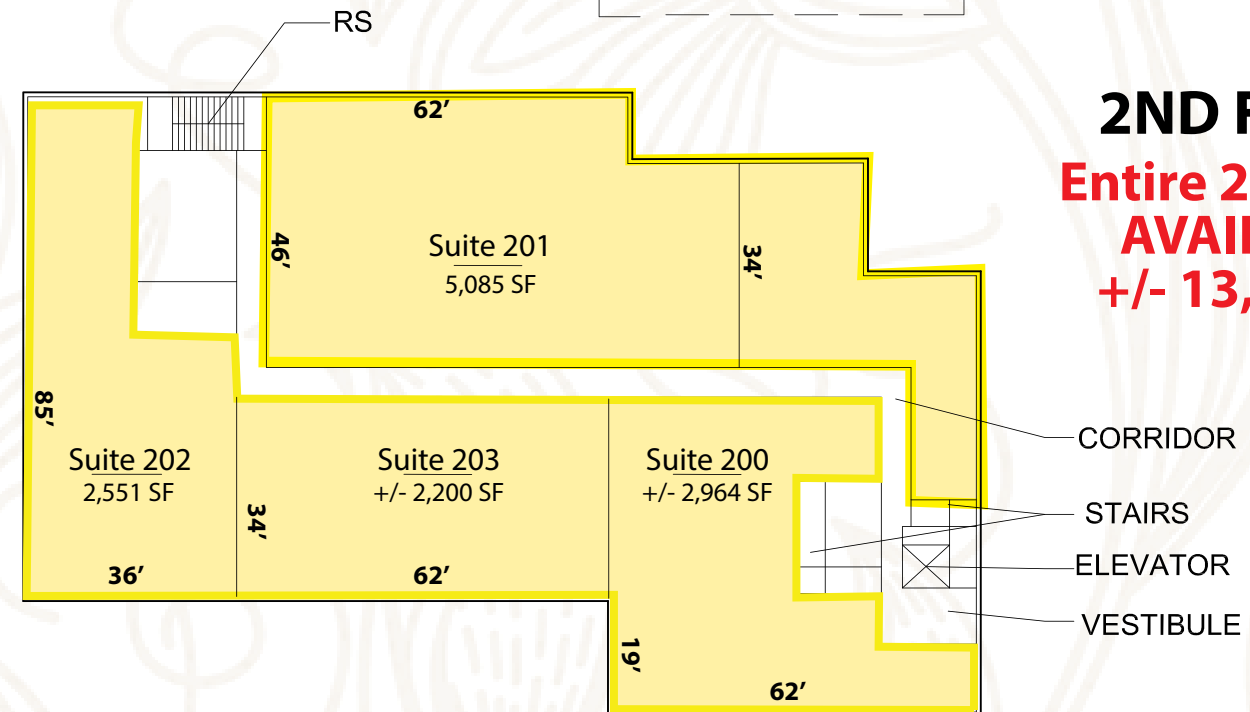 RS
62’
2ND
Entire 2
+/- 13,
46’
Suite 201
5,085 SF
34’
85’
Suite 202
2,551 SF
Suite 203
+/- 2,200 SF
Suite 200
+/- 2,964 SF
CORRIDOR
34’
STAIRS
ELEVATOR
36’
62’
VESTIBULE
19’
62’